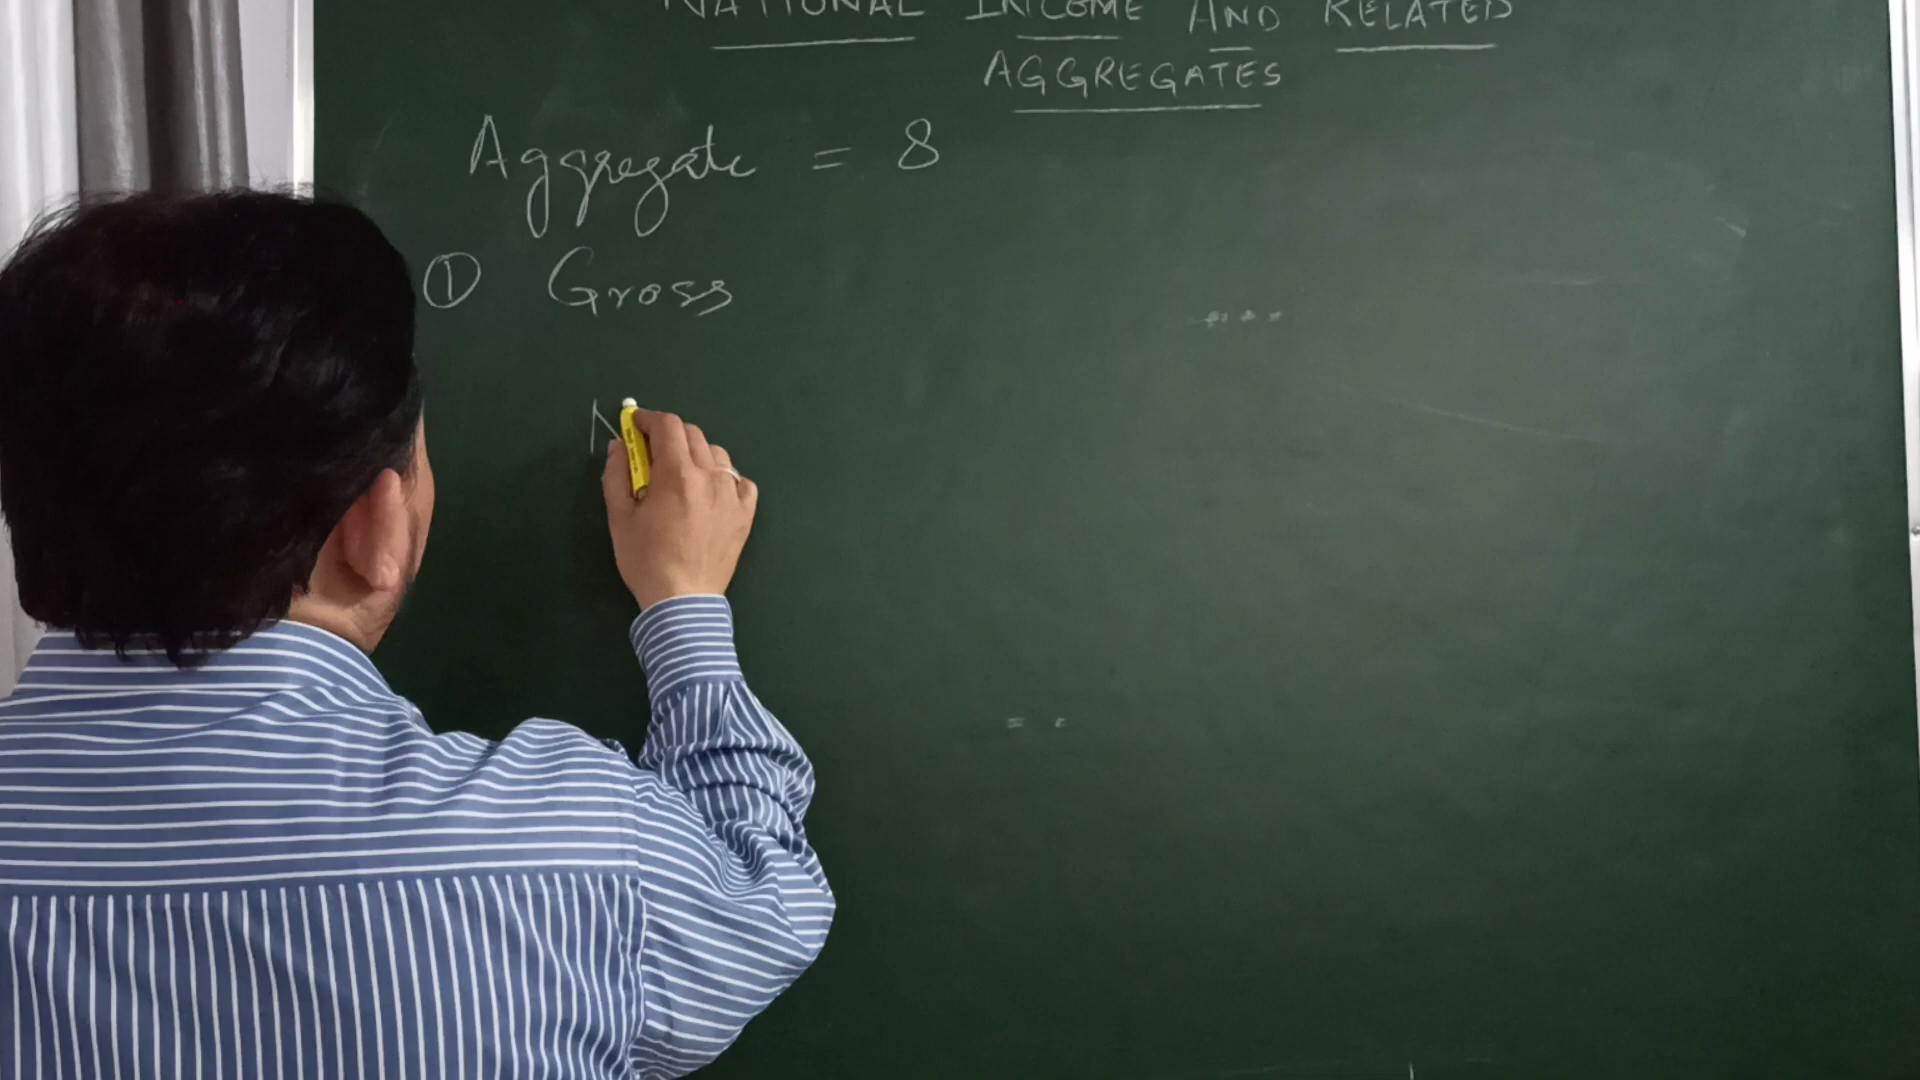 NATIONAL INCOME AND RELATED
AGGREGATES
Aggregate = 8
① Gross
N